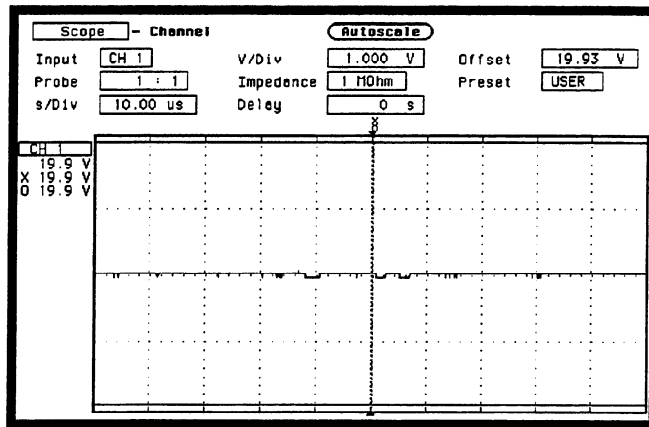 Scope - Channel Autoscale
Input CH 1 V/Div 1.000 V Offset 19.93 V
Probe 1 : 1 Impedance 1 MOhm Preset USER
s/Div 10.00 us Delay 0 s
X
O
CH 1
19.9 V
X 19.9 V
O 19.9 V